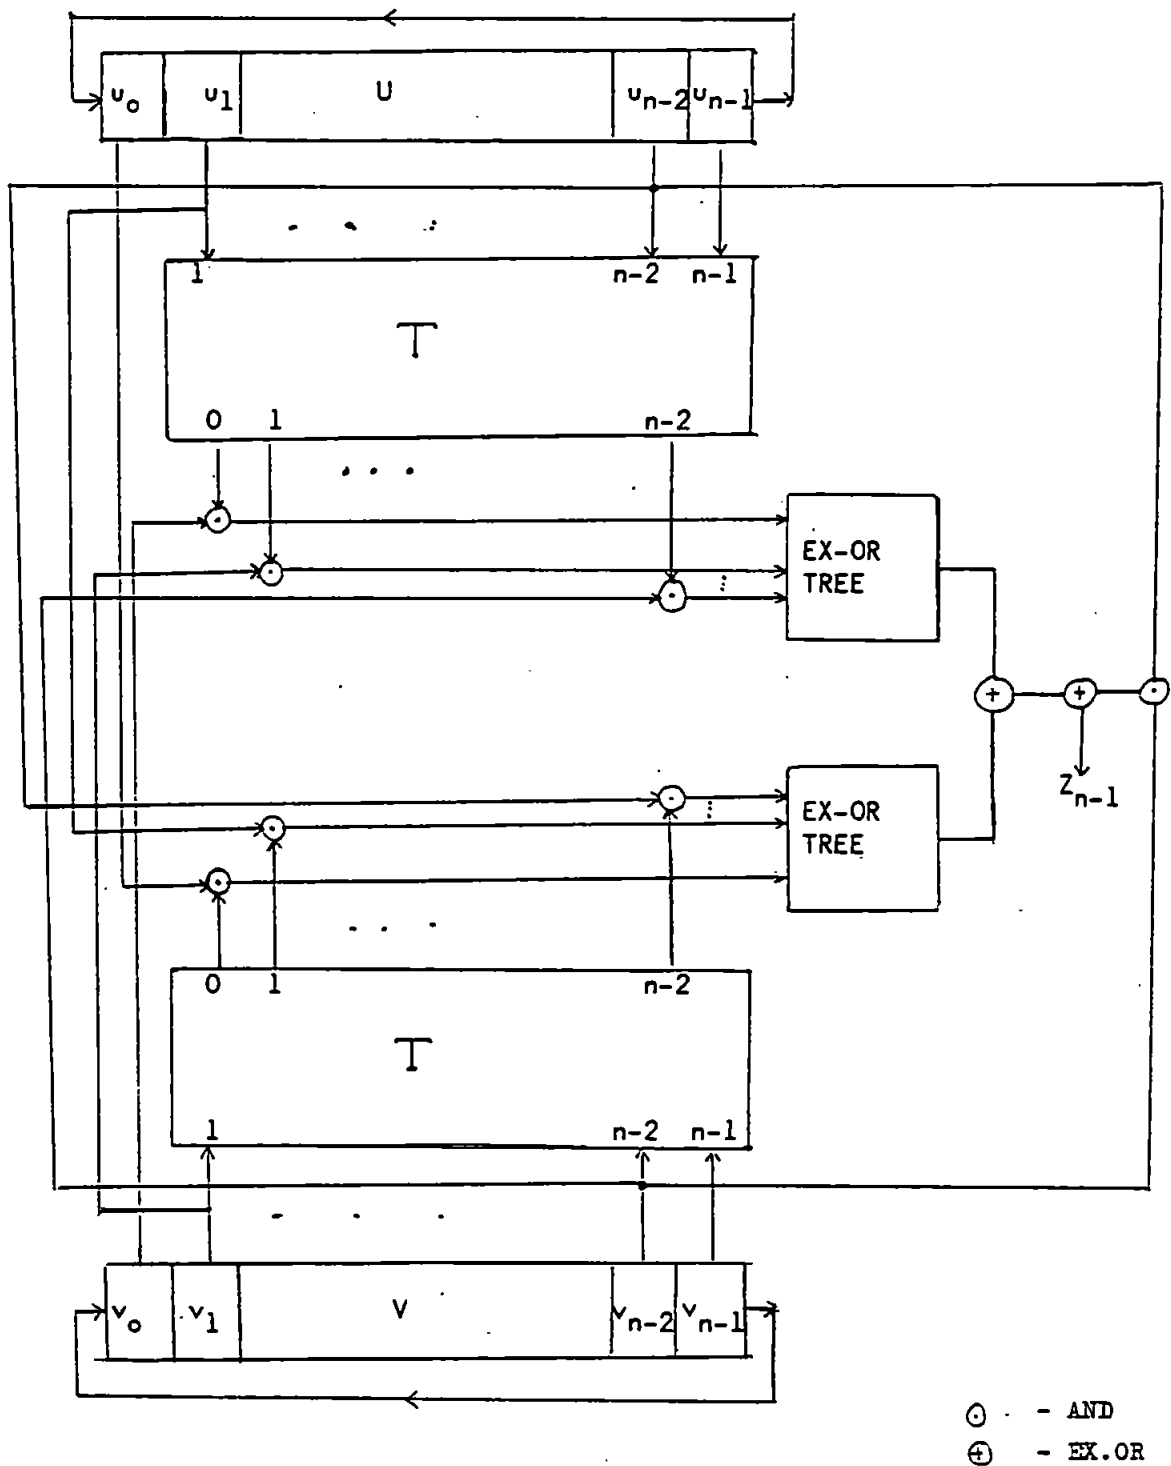 u₀ u₁ U uₙ₋₂ uₙ₋₁
1 n-2 n-1
T
0 1 n-2
EX-OR
TREE
Zₙ₋₁
EX-OR
TREE
0 1 n-2
T
1 n-2 n-1
v₀ v₁ V vₙ₋₂ vₙ₋₁
⊙ - AND
⊕ - EX.OR